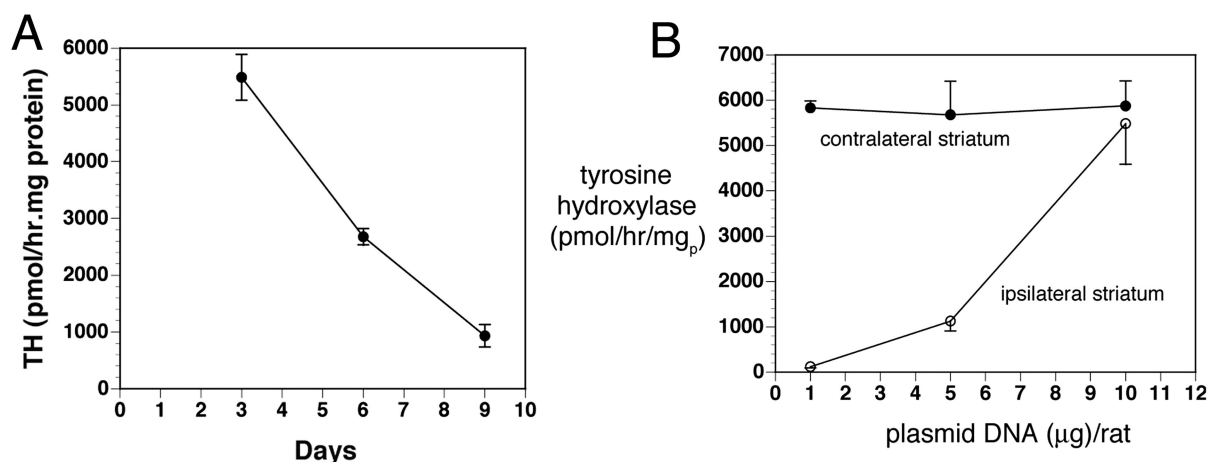 A
6000
5000
4000
3000
2000
1000
0
TH (pmol/hr.mg protein)
0 1 2 3 4 5 6 7 8 9 10
Days
B
tyrosine
hydroxylase
(pmol/hr/mgp)
7000
6000
5000
4000
3000
2000
1000
0
contralateral striatum
ipsilateral striatum
0 1 2 3 4 5 6 7 8 9 10 11 12
plasmid DNA (μg)/rat